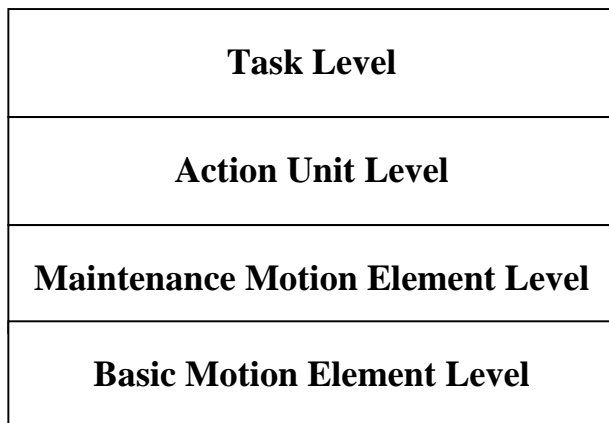 Task Level
Action Unit Level
Maintenance Motion Element Level
Basic Motion Element Level